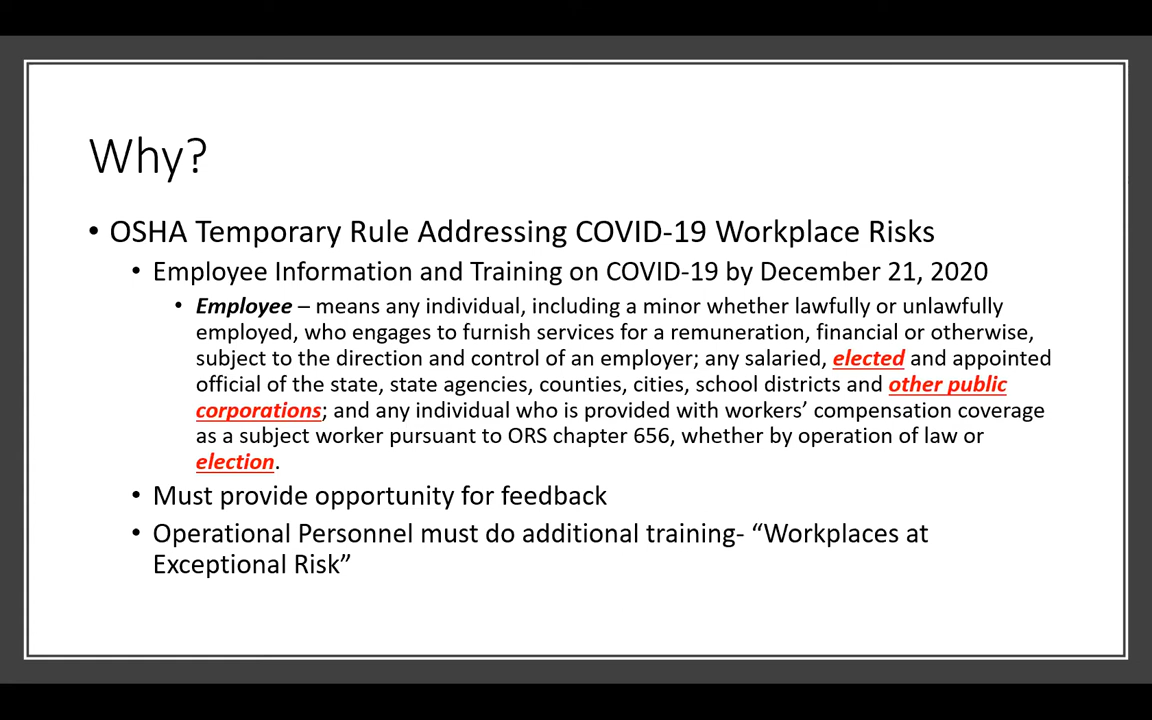 Why?
• OSHA Temporary Rule Addressing COVID-19 Workplace Risks
• Employee Information and Training on COVID-19 by December 21, 2020
• Employee – means any individual, including a minor whether lawfully or unlawfully
employed, who engages to furnish services for a remuneration, financial or otherwise,
subject to the direction and control of an employer; any salaried, elected and appointed
official of the state, state agencies, counties, cities, school districts and other public
corporations; and any individual who is provided with workers’ compensation coverage
as a subject worker pursuant to ORS chapter 656, whether by operation of law or
election.
• Must provide opportunity for feedback
• Operational Personnel must do additional training- “Workplaces at
Exceptional Risk”